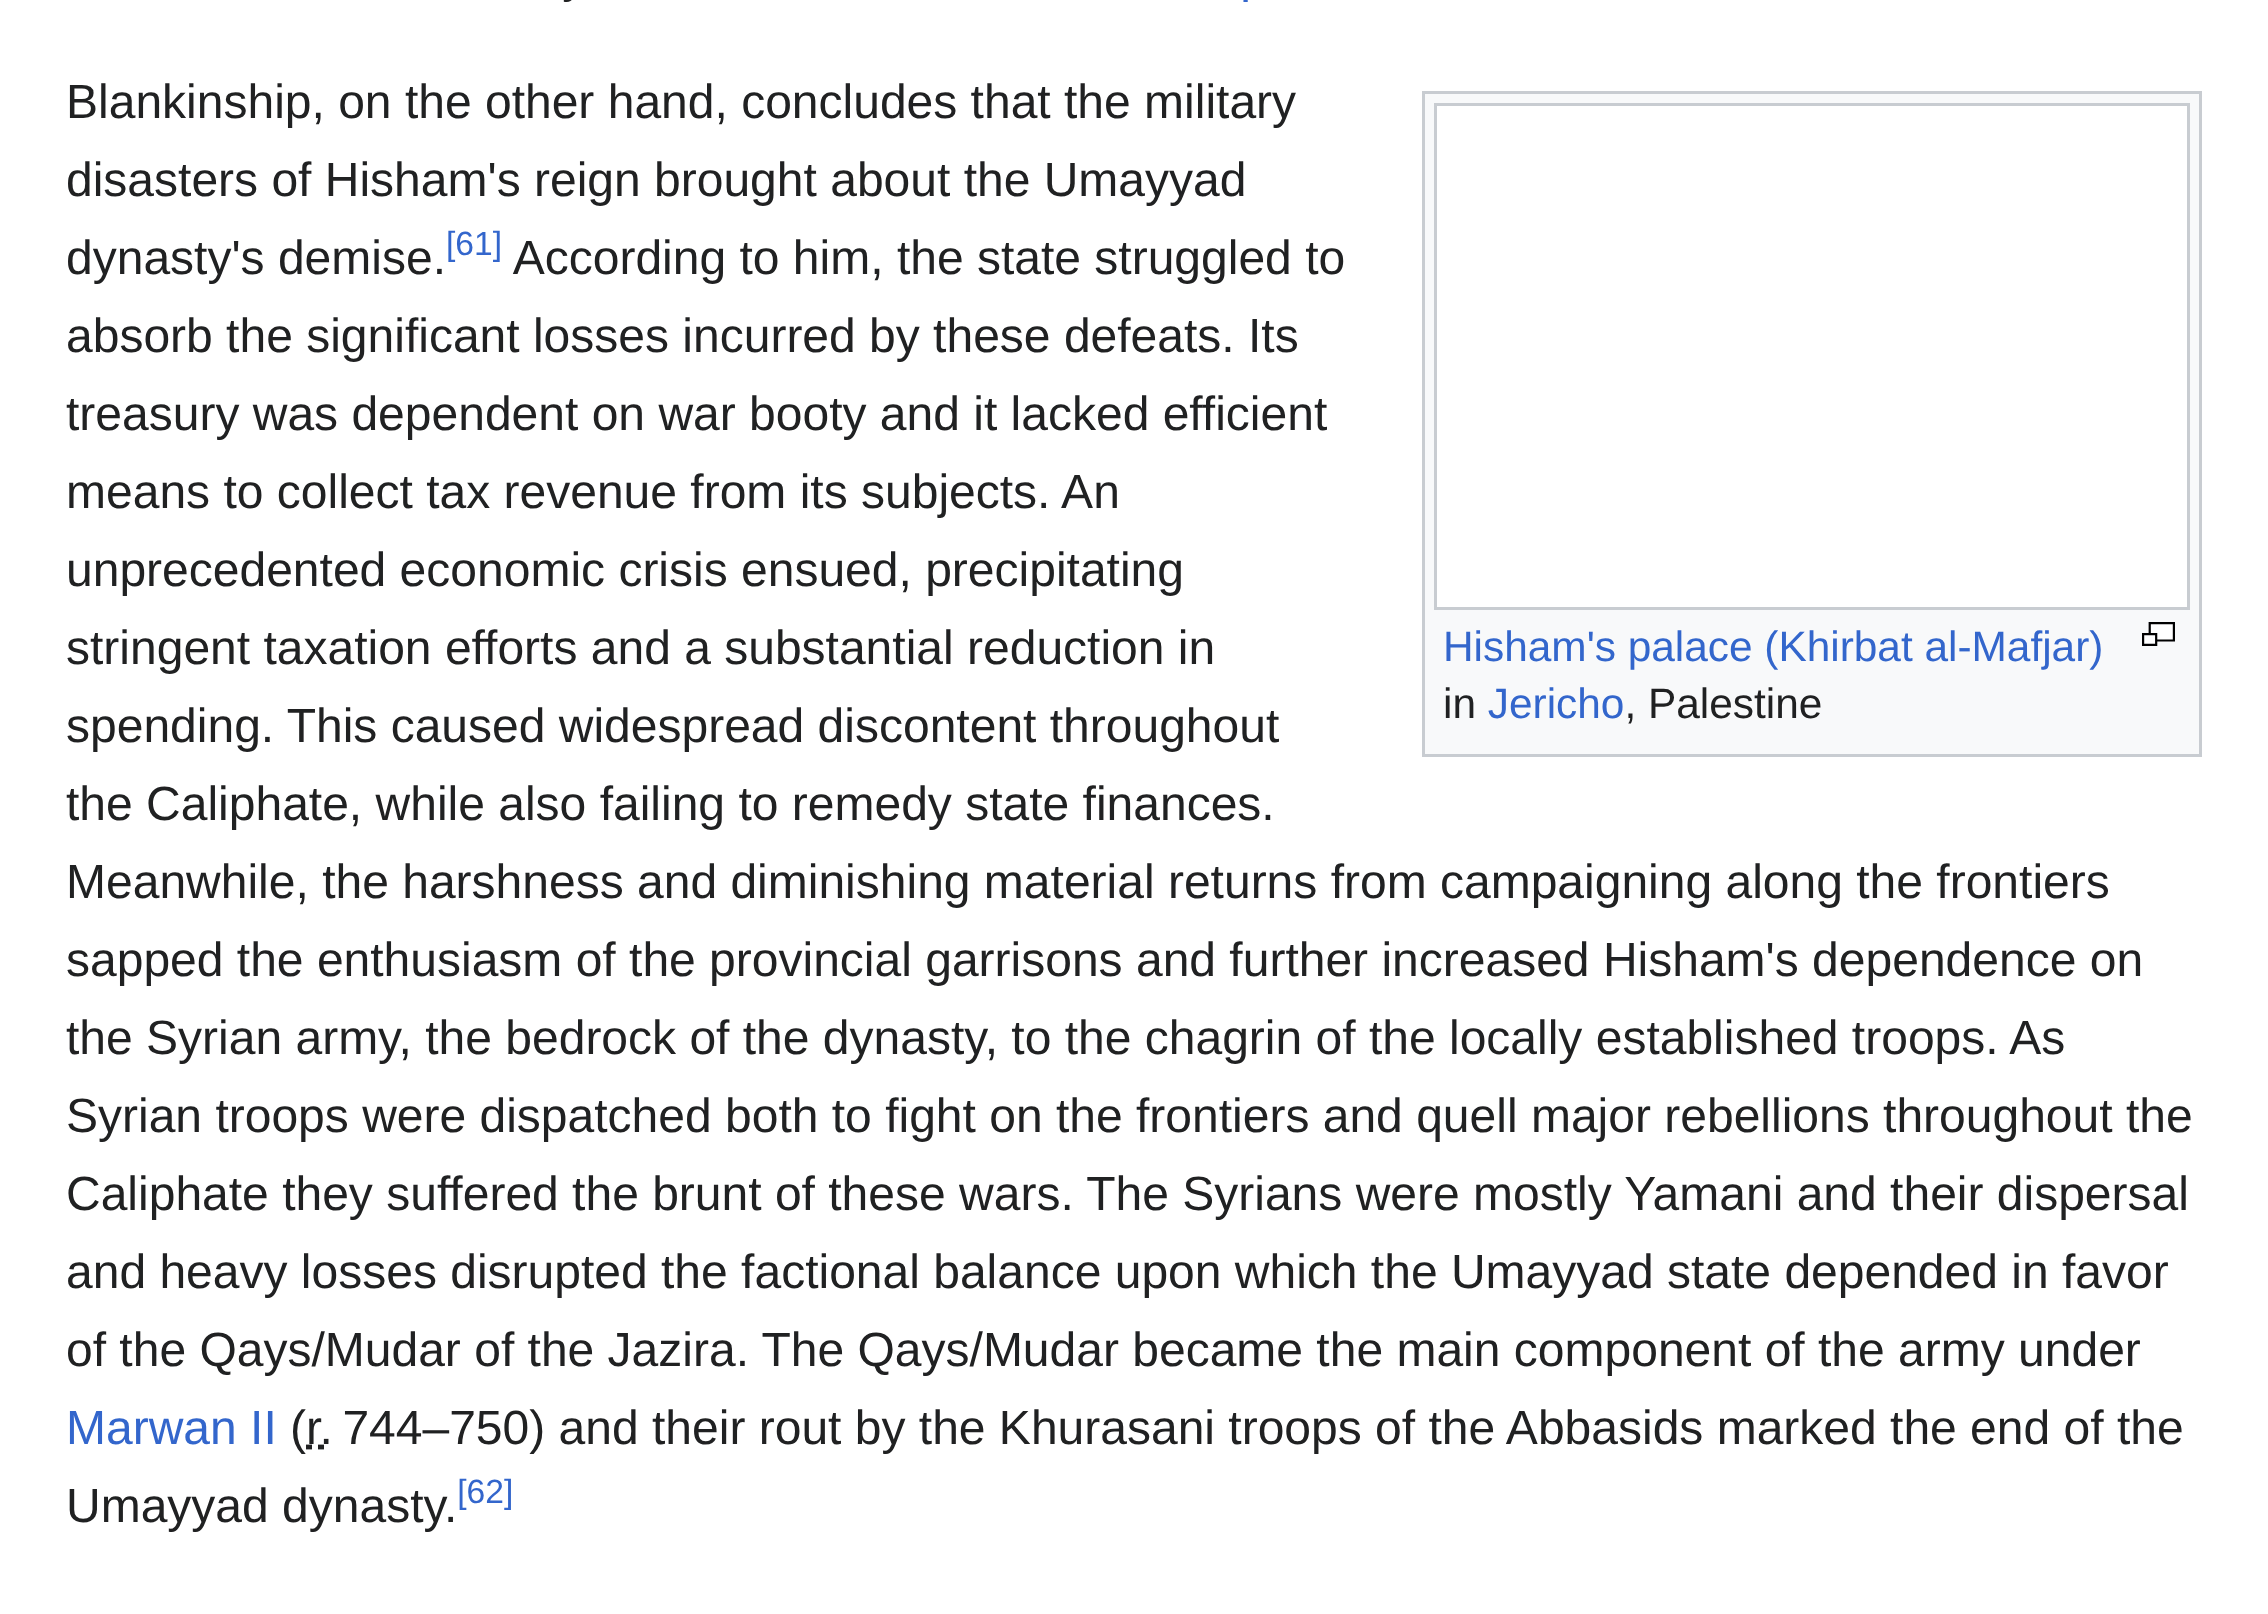 Blankinship, on the other hand, concludes that the military
disasters of Hisham's reign brought about the Umayyad
dynasty's demise.[61] According to him, the state struggled to
absorb the significant losses incurred by these defeats. Its
treasury was dependent on war booty and it lacked efficient
means to collect tax revenue from its subjects. An
unprecedented economic crisis ensued, precipitating
stringent taxation efforts and a substantial reduction in
spending. This caused widespread discontent throughout
the Caliphate, while also failing to remedy state finances.
Meanwhile, the harshness and diminishing material returns from campaigning along the frontiers
sapped the enthusiasm of the provincial garrisons and further increased Hisham's dependence on
the Syrian army, the bedrock of the dynasty, to the chagrin of the locally established troops. As
Syrian troops were dispatched both to fight on the frontiers and quell major rebellions throughout the
Caliphate they suffered the brunt of these wars. The Syrians were mostly Yamani and their dispersal
and heavy losses disrupted the factional balance upon which the Umayyad state depended in favor
of the Qays/Mudar of the Jazira. The Qays/Mudar became the main component of the army under
Marwan II (r. 744–750) and their rout by the Khurasani troops of the Abbasids marked the end of the
Umayyad dynasty.[62]
Hisham's palace (Khirbat al-Mafjar)
in Jericho, Palestine